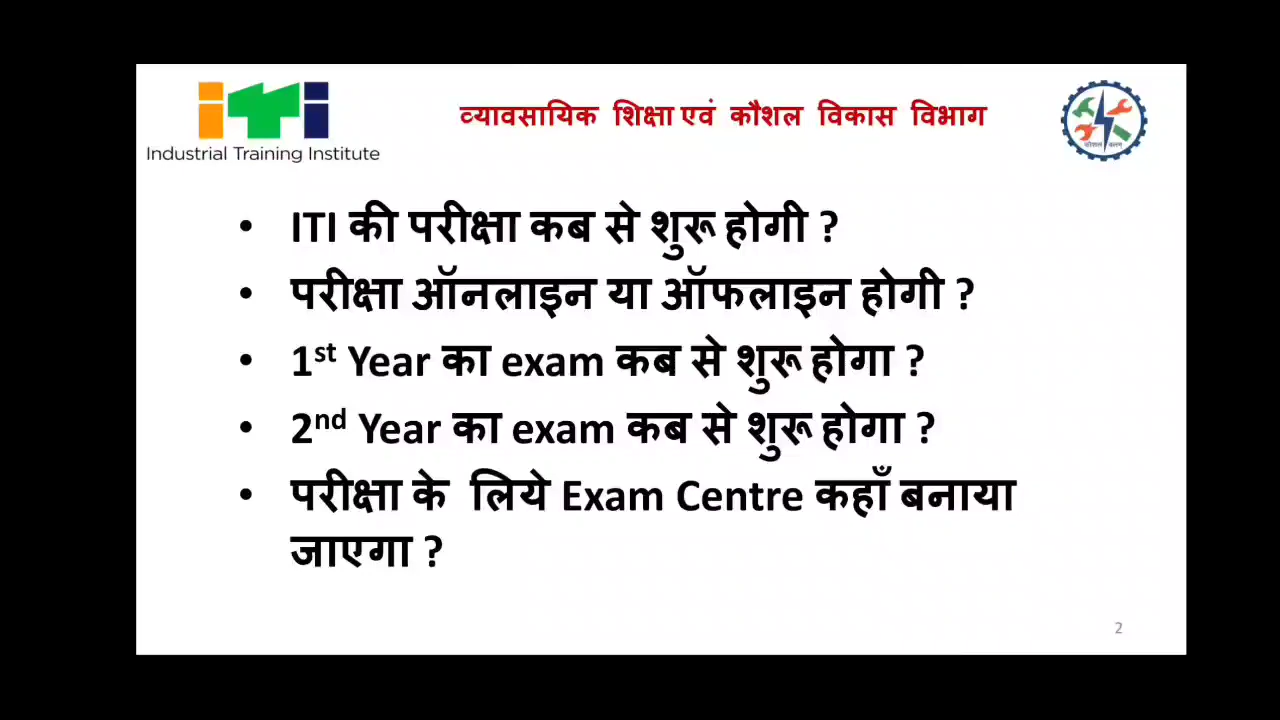 iTi
Industrial Training Institute
व्यावसायिक शिक्षा एवं कौशल विकास विभाग
• ITI की परीक्षा कब से शुरू होगी ?
• परीक्षा ऑनलाइन या ऑफलाइन होगी ?
• 1st Year का exam कब से शुरू होगा ?
• 2nd Year का exam कब से शुरू होगा ?
• परीक्षा के लिये Exam Centre कहाँ बनाया
जाएगा ?
2